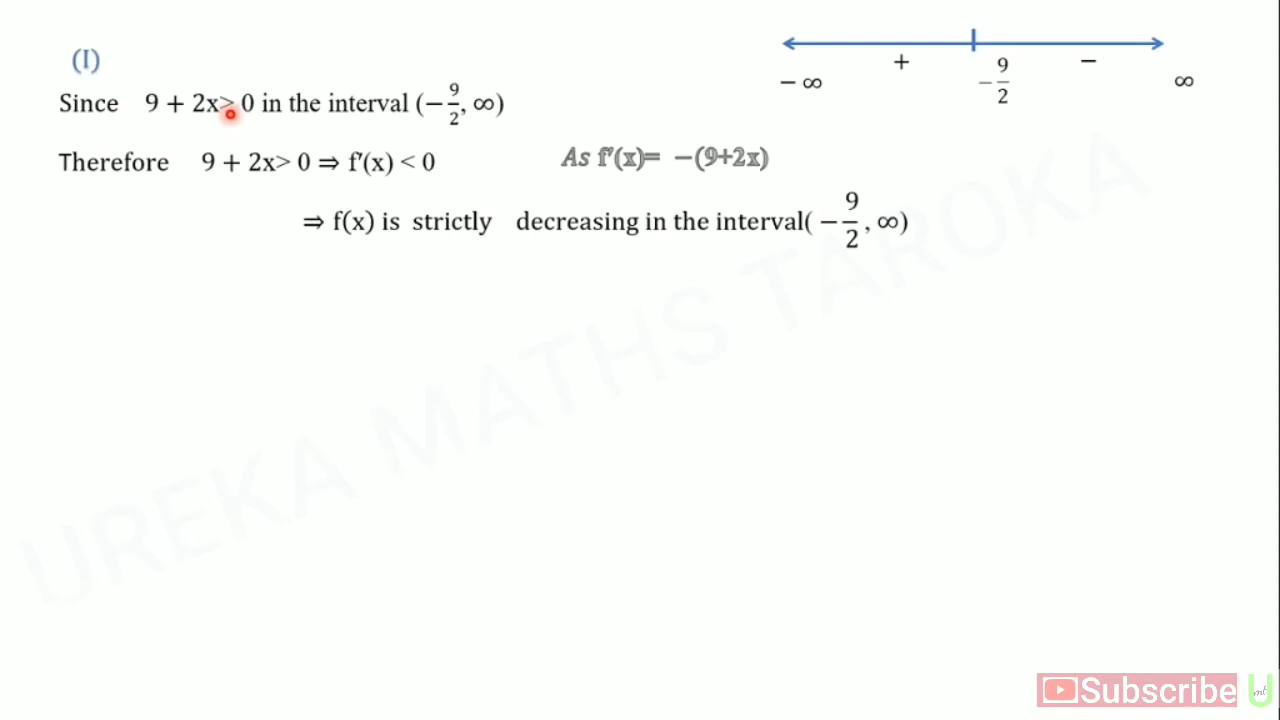 (I)
+ −
− ∞ −9/2 ∞
Since 9 + 2x> 0 in the interval (−9/2, ∞)
Therefore 9 + 2x> 0 ⇒ f′(x) < 0 As f′(x)= −(9+2x)
⇒ f(x) is strictly decreasing in the interval( −9/2 , ∞)
UREKA MATHS TAROKA
Subscribe